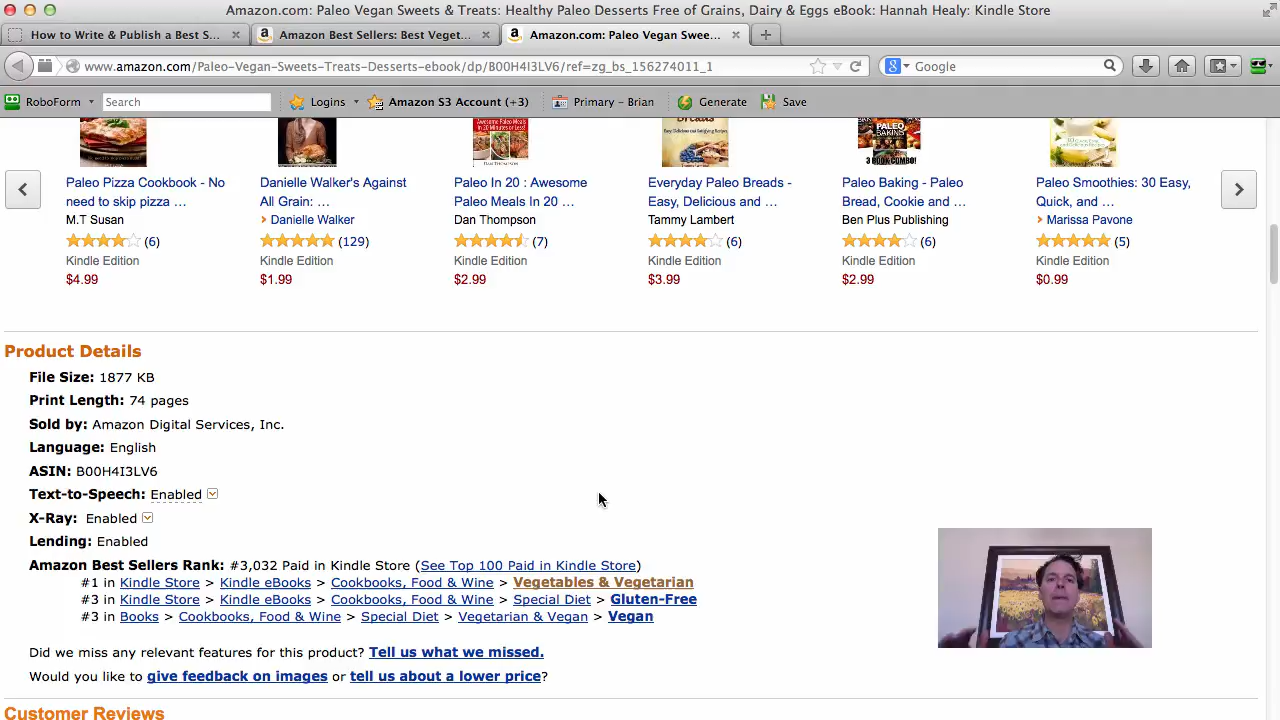 Amazon.com: Paleo Vegan Sweets & Treats: Healthy Paleo Desserts Free of Grains, Dairy & Eggs eBook: Hannah Healy: Kindle Store
How to Write & Publish a Best S...
Amazon Best Sellers: Best Veget...
Amazon.com: Paleo Vegan Swee...
www.amazon.com/Paleo-Vegan-Sweets-Treats-Desserts-ebook/dp/B00H4I3LV6/ref=zg_bs_156274011_1
Google
RoboForm Search Logins Amazon S3 Account (+3) Primary - Brian Generate Save
Awesome Paleo Meals In 20 Minutes or Less!
PALEO BAKING
3 BOOK COMBO!
Paleo Pizza Cookbook - No need to skip pizza ...
M.T Susan
(6)
Kindle Edition
$4.99
Danielle Walker's Against All Grain: ...
Danielle Walker
(129)
Kindle Edition
$1.99
Paleo In 20 : Awesome Paleo Meals In 20 ...
Dan Thompson
(7)
Kindle Edition
$2.99
Everyday Paleo Breads - Easy, Delicious and ...
Tammy Lambert
(6)
Kindle Edition
$3.99
Paleo Baking - Paleo Bread, Cookie and ...
Ben Plus Publishing
(6)
Kindle Edition
$2.99
Paleo Smoothies: 30 Easy, Quick, and ...
Marissa Pavone
(5)
Kindle Edition
$0.99
Product Details
File Size: 1877 KB
Print Length: 74 pages
Sold by: Amazon Digital Services, Inc.
Language: English
ASIN: B00H4I3LV6
Text-to-Speech: Enabled
X-Ray: Enabled
Lending: Enabled
Amazon Best Sellers Rank: #3,032 Paid in Kindle Store (See Top 100 Paid in Kindle Store)
#1 in Kindle Store > Kindle eBooks > Cookbooks, Food & Wine > Vegetables & Vegetarian
#3 in Kindle Store > Kindle eBooks > Cookbooks, Food & Wine > Special Diet > Gluten-Free
#3 in Books > Cookbooks, Food & Wine > Special Diet > Vegetarian & Vegan > Vegan
Did we miss any relevant features for this product? Tell us what we missed.
Would you like to give feedback on images or tell us about a lower price?
Customer Reviews